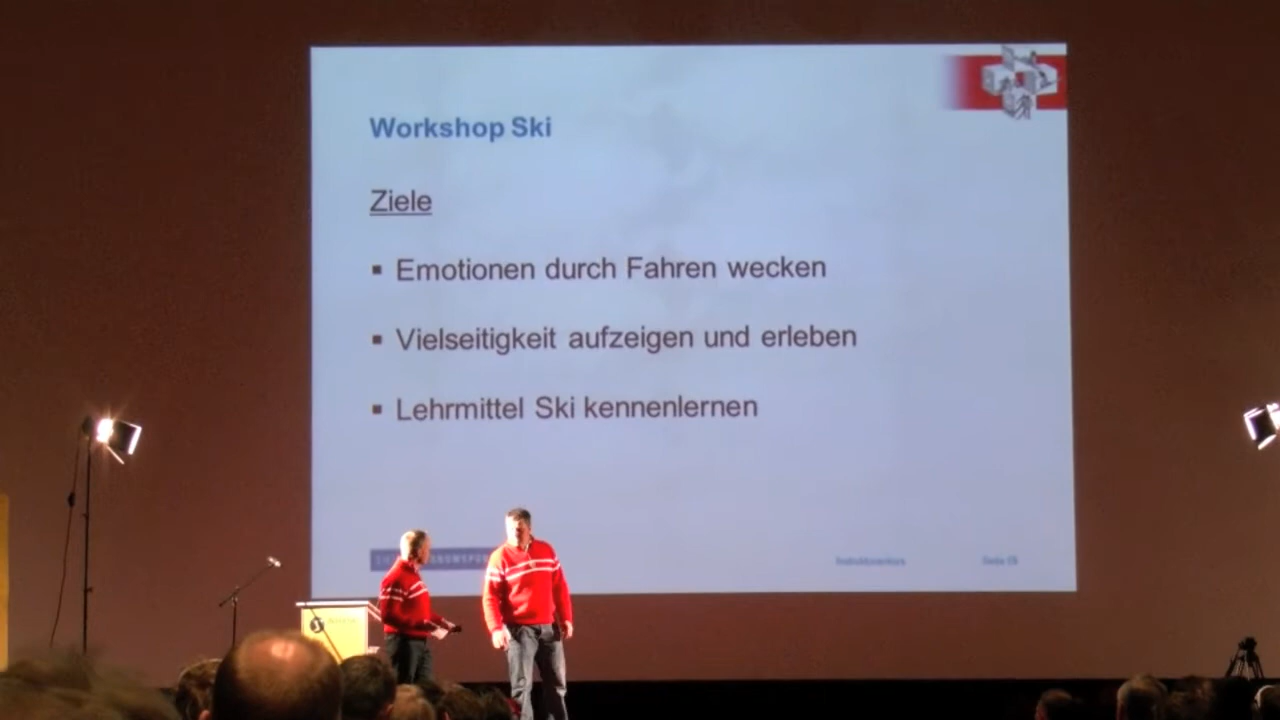 Workshop Ski
Ziele
▪ Emotionen durch Fahren wecken
▪ Vielseitigkeit aufzeigen und erleben
▪ Lehrmittel Ski kennenlernen